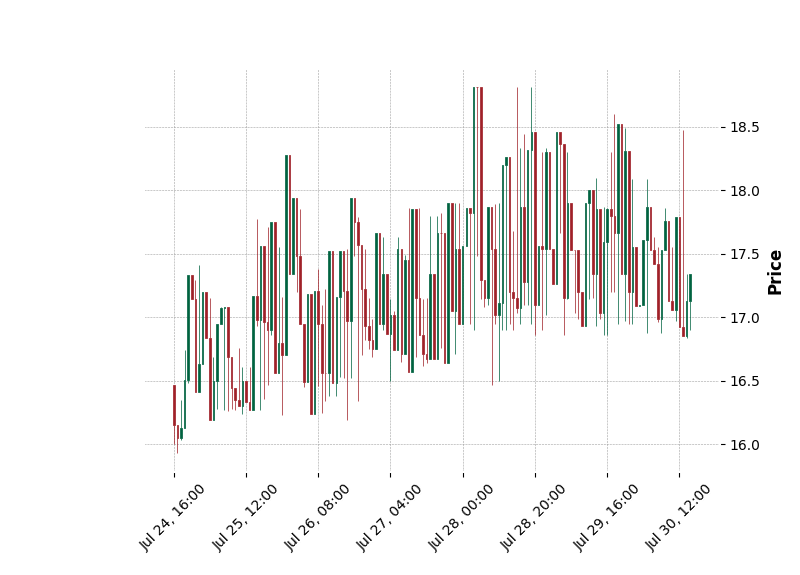 18.5
18.0
17.5
17.0
16.5
16.0
Price
Jul 24, 16:00
Jul 25, 12:00
Jul 26, 08:00
Jul 27, 04:00
Jul 28, 00:00
Jul 28, 20:00
Jul 29, 16:00
Jul 30, 12:00